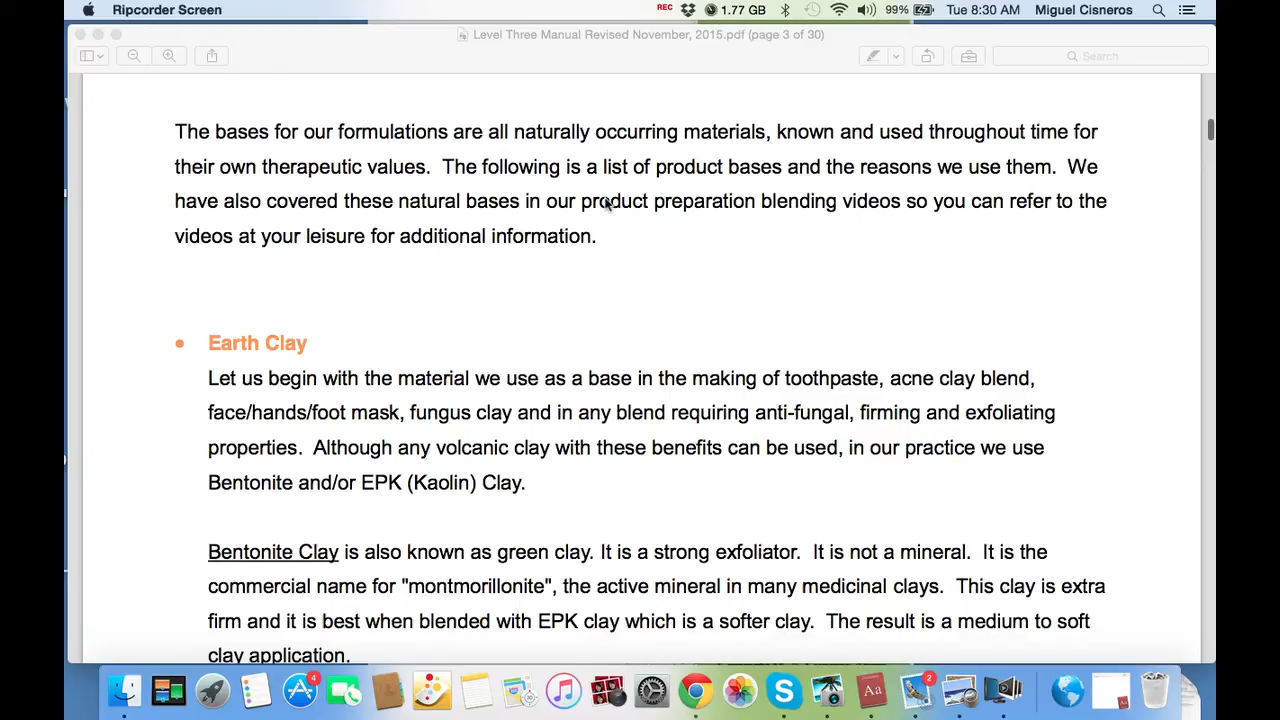 Ripcorder Screen
REC
1.77 GB
99%
Tue 8:30 AM
Miguel Cisneros
Level Three Manual Revised November, 2015.pdf (page 3 of 30)
Search
The bases for our formulations are all naturally occurring materials, known and used throughout time for
their own therapeutic values.  The following is a list of product bases and the reasons we use them.  We
have also covered these natural bases in our product preparation blending videos so you can refer to the
videos at your leisure for additional information.
• Earth Clay
Let us begin with the material we use as a base in the making of toothpaste, acne clay blend,
face/hands/foot mask, fungus clay and in any blend requiring anti-fungal, firming and exfoliating
properties.  Although any volcanic clay with these benefits can be used, in our practice we use
Bentonite and/or EPK (Kaolin) Clay.
Bentonite Clay is also known as green clay. It is a strong exfoliator.  It is not a mineral.  It is the
commercial name for "montmorillonite", the active mineral in many medicinal clays.  This clay is extra
firm and it is best when blended with EPK clay which is a softer clay.  The result is a medium to soft
clay application.
4
30
Aa
2